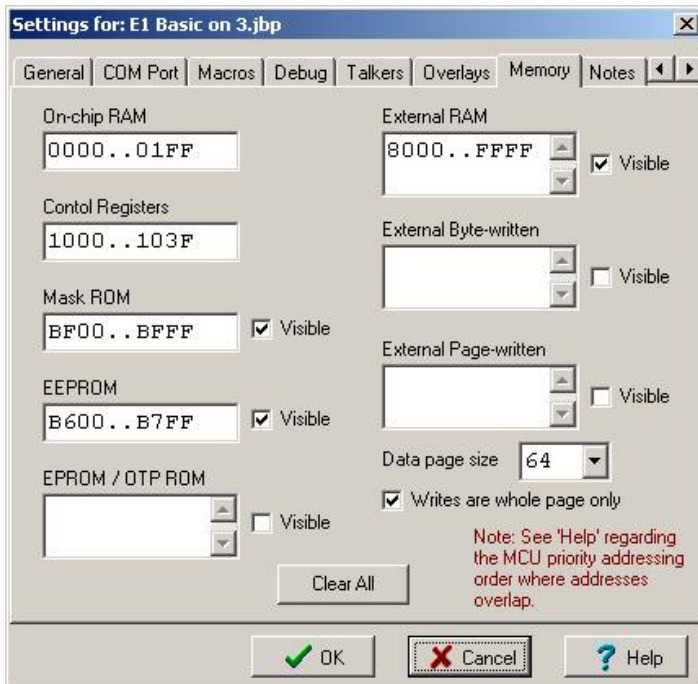 Settings for: E1 Basic on 3.jbp
General
COM Port
Macros
Debug
Talkers
Overlays
Memory
Notes
On-chip RAM
0000..01FF
Contol Registers
1000..103F
Mask ROM
BF00..BFFF
Visible
EEPROM
B600..B7FF
Visible
EPROM / OTP ROM
Visible
External RAM
8000..FFFF
Visible
External Byte-written
Visible
External Page-written
Visible
Data page size
64
Writes are whole page only
Note: See 'Help' regarding
the MCU priority addressing
order where addresses
overlap.
Clear All
OK
Cancel
? Help